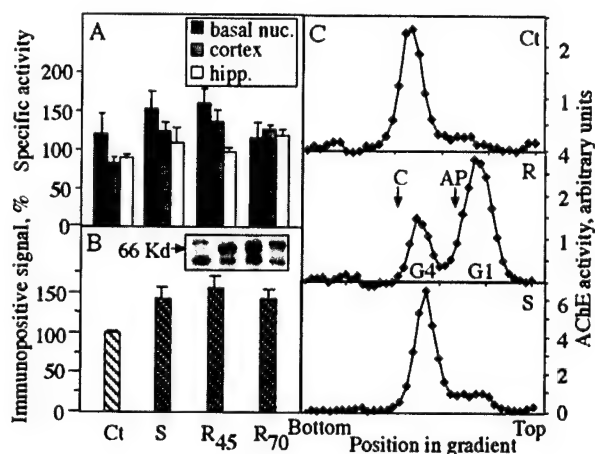 A
basal nuc.
cortex
hipp.
Specific activity
200
150
100
50
0
B
66 Kd
Immunopositive signal, %
150
100
50
0
Ct S R45 R70
C
Ct
2
1
4
R
C AP
G4 G1
2
1
S
6
4
2
0
AChE activity, arbitrary units
Bottom Top
Position in gradient